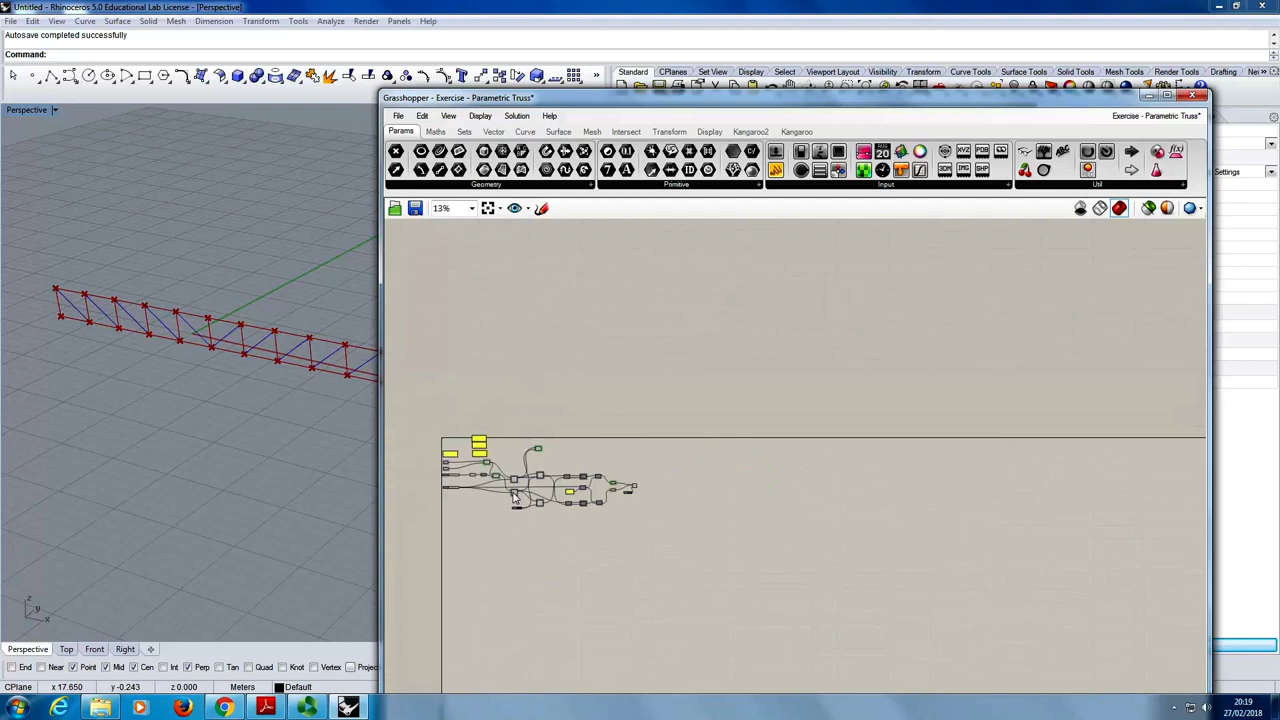 Untitled - Rhinoceros 5.0 Educational Lab License - [Perspective]
File Edit View Curve Surface Solid Mesh Dimension Transform Tools Analyze Render Panels Help
Autosave completed successfully
Command:
Standard CPlanes Set View Display Select Viewport Layout Visibility Transform Curve Tools Surface Tools Solid Tools Mesh Tools Render Tools Drafting
Perspective
Grasshopper - Exercise - Parametric Truss*
File Edit View Display Solution Help
Exercise - Parametric Truss*
Params Maths Sets Vector Curve Surface Mesh Intersect Transform Display Kangaroo2 Kangaroo
Geometry Primitive Input Util
Settings
13%
z
y
x
Perspective Top Front Right
End Near Point Mid Cen Int Perp Tan Quad Knot Vertex Project
CPlane x 17.650 y -0.243 z 0.000 Meters Default
20:19
27/02/2018